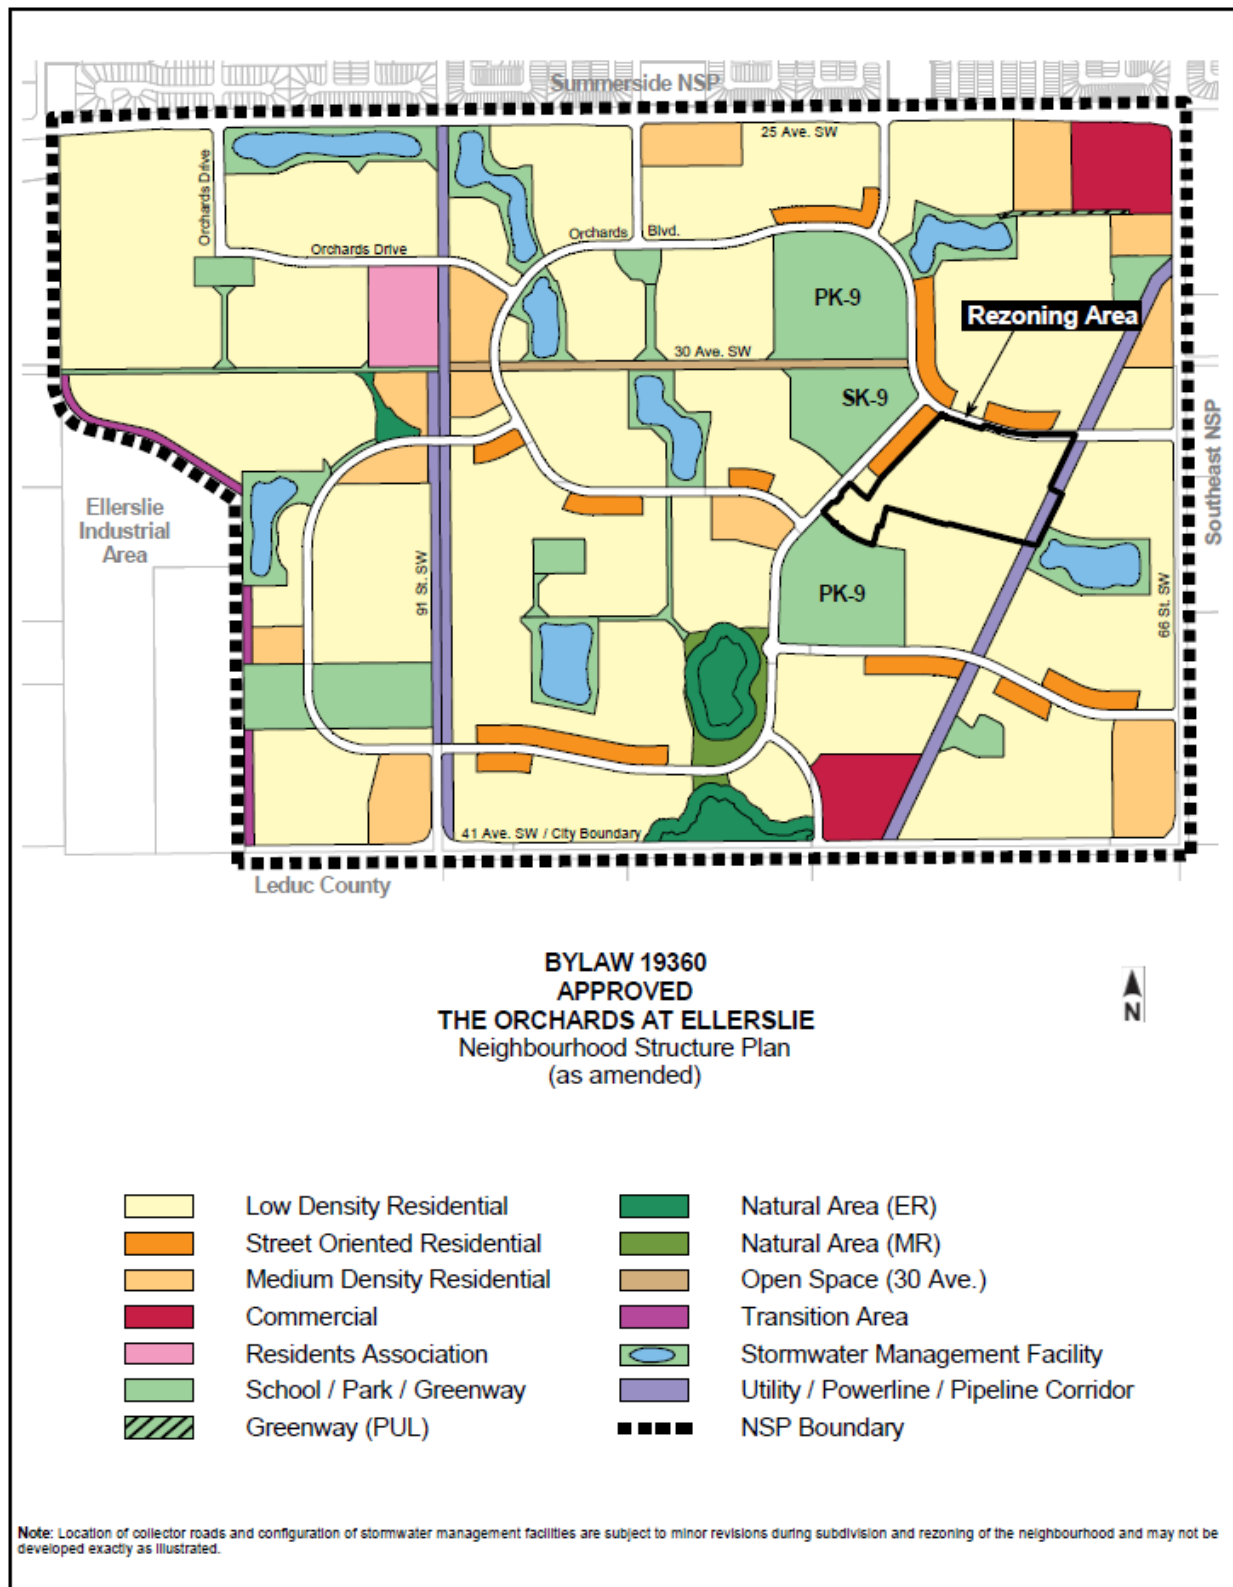 Summerside NSP
25 Ave. SW
Orchards Drive
Orchards Blvd.
Orchards Drive
PK-9
Rezoning Area
30 Ave. SW
SK-9
Southeast NSP
Ellerslie
Industrial
Area
91 St. SW
PK-9
66 St. SW
41 Ave. SW / City Boundary
Leduc County
BYLAW 19360
APPROVED
THE ORCHARDS AT ELLERSLIE
Neighbourhood Structure Plan
(as amended)
N
Low Density Residential
Street Oriented Residential
Medium Density Residential
Commercial
Residents Association
School / Park / Greenway
Greenway (PUL)
Natural Area (ER)
Natural Area (MR)
Open Space (30 Ave.)
Transition Area
Stormwater Management Facility
Utility / Powerline / Pipeline Corridor
NSP Boundary
Note: Location of collector roads and configuration of stormwater management facilities are subject to minor revisions during subdivision and rezoning of the neighbourhood and may not be
developed exactly as illustrated.